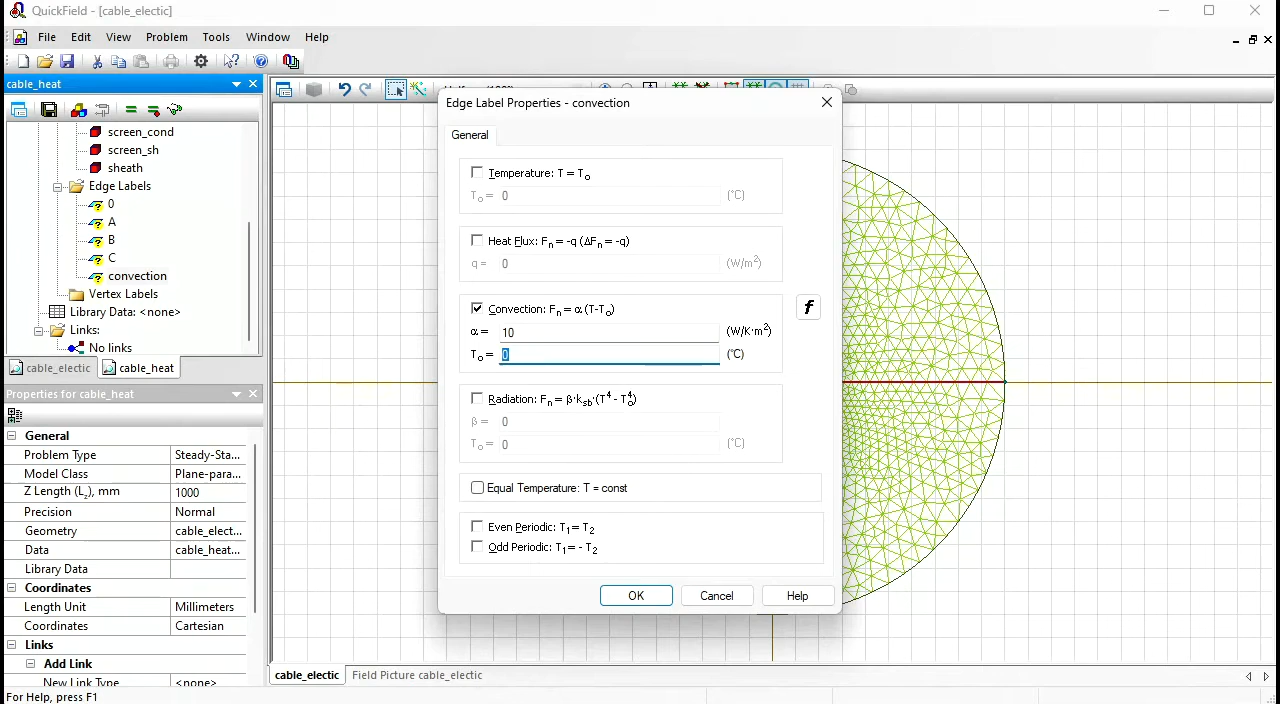 QuickField - [cable_electic]
File Edit View Problem Tools Window Help
cable_heat
screen_cond
screen_sh
sheath
Edge Labels
0
A
B
C
convection
Vertex Labels
Library Data: <none>
Links:
No links
cable_electic cable_heat
Properties for cable_heat
General
Problem Type Steady-Sta...
Model Class Plane-para...
Z Length (Lz), mm 1000
Precision Normal
Geometry cable_elect...
Data cable_heat...
Library Data
Coordinates
Length Unit Millimeters
Coordinates Cartesian
Links
Add Link
New Link Type <none>
For Help, press F1
Edge Label Properties - convection
General
Temperature: T = To
To = 0 (°C)
Heat Flux: Fn = -q (ΔFn = -q)
q = 0 (W/m²)
Convection: Fn = α (T-To)
α = 10 (W/K·m²)
To = 0 (°C)
f
Radiation: Fn = β·ksb·(T⁴ - To⁴)
β = 0
To = 0 (°C)
Equal Temperature: T = const
Even Periodic: T1 = T2
Odd Periodic: T1 = - T2
OK Cancel Help
cable_electic Field Picture cable_electic